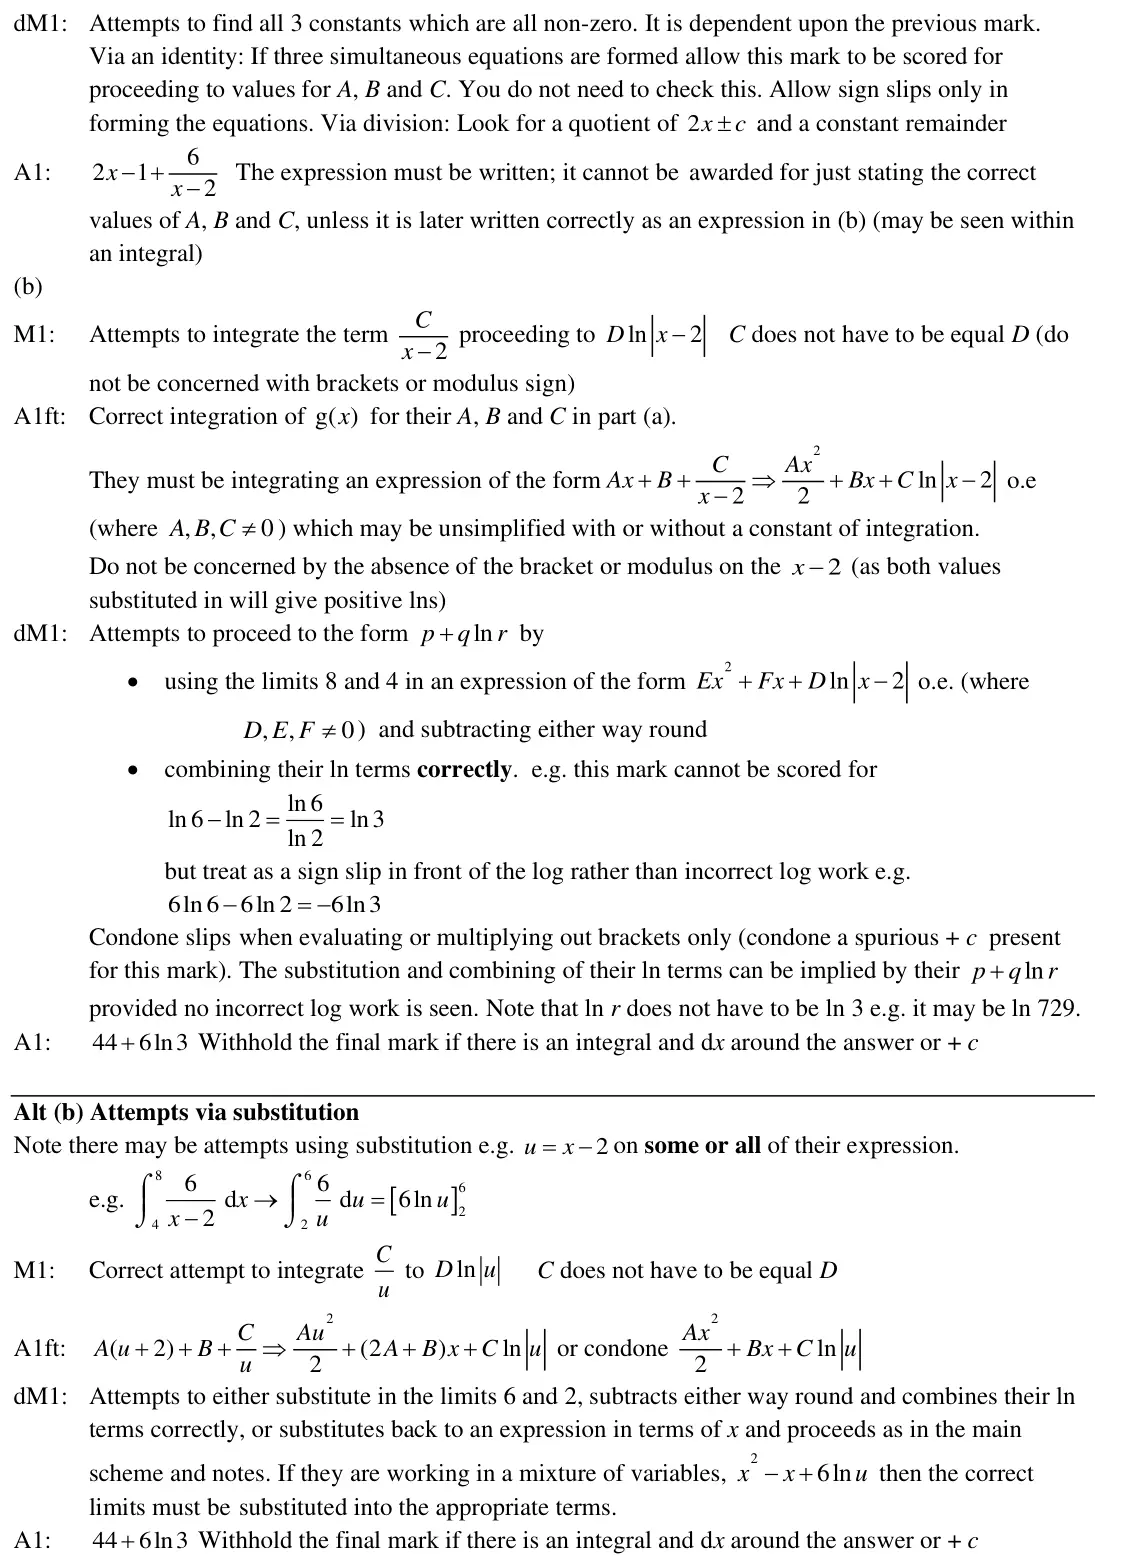 dM1: Attempts to find all 3 constants which are all non-zero. It is dependent upon the previous mark.
Via an identity: If three simultaneous equations are formed allow this mark to be scored for
proceeding to values for A, B and C. You do not need to check this. Allow sign slips only in
forming the equations. Via division: Look for a quotient of 2x ± c and a constant remainder
A1: 2x − 1 + 6/(x − 2) The expression must be written; it cannot be awarded for just stating the correct
values of A, B and C, unless it is later written correctly as an expression in (b) (may be seen within
an integral)
(b)
M1: Attempts to integrate the term C/(x − 2) proceeding to D ln|x − 2| C does not have to be equal D (do
not be concerned with brackets or modulus sign)
A1ft: Correct integration of g(x) for their A, B and C in part (a).
They must be integrating an expression of the form Ax + B + C/(x − 2) ⇒ Ax²/2 + Bx + C ln|x − 2| o.e
(where A, B, C ≠ 0) which may be unsimplified with or without a constant of integration.
Do not be concerned by the absence of the bracket or modulus on the x − 2 (as both values
substituted in will give positive lns)
dM1: Attempts to proceed to the form p + q ln r by
• using the limits 8 and 4 in an expression of the form Ex² + Fx + D ln|x − 2| o.e. (where
D, E, F ≠ 0) and subtracting either way round
• combining their ln terms correctly. e.g. this mark cannot be scored for
ln 6 − ln 2 = ln 6/ln 2 = ln 3
but treat as a sign slip in front of the log rather than incorrect log work e.g.
6 ln 6 − 6 ln 2 = −6 ln 3
Condone slips when evaluating or multiplying out brackets only (condone a spurious + c present
for this mark). The substitution and combining of their ln terms can be implied by their p + q ln r
provided no incorrect log work is seen. Note that ln r does not have to be ln 3 e.g. it may be ln 729.
A1: 44 + 6 ln 3 Withhold the final mark if there is an integral and dx around the answer or + c
Alt (b) Attempts via substitution
Note there may be attempts using substitution e.g. u = x − 2 on some or all of their expression.
e.g. ∫₄⁸ 6/(x − 2) dx → ∫₂⁶ 6/u du = [6 ln u]₂⁶
M1: Correct attempt to integrate C/u to D ln|u| C does not have to be equal D
A1ft: A(u + 2) + B + C/u ⇒ Au²/2 + (2A + B)x + C ln|u| or condone Ax²/2 + Bx + C ln|u|
dM1: Attempts to either substitute in the limits 6 and 2, subtracts either way round and combines their ln
terms correctly, or substitutes back to an expression in terms of x and proceeds as in the main
scheme and notes. If they are working in a mixture of variables, x² − x + 6 ln u then the correct
limits must be substituted into the appropriate terms.
A1: 44 + 6 ln 3 Withhold the final mark if there is an integral and dx around the answer or + c